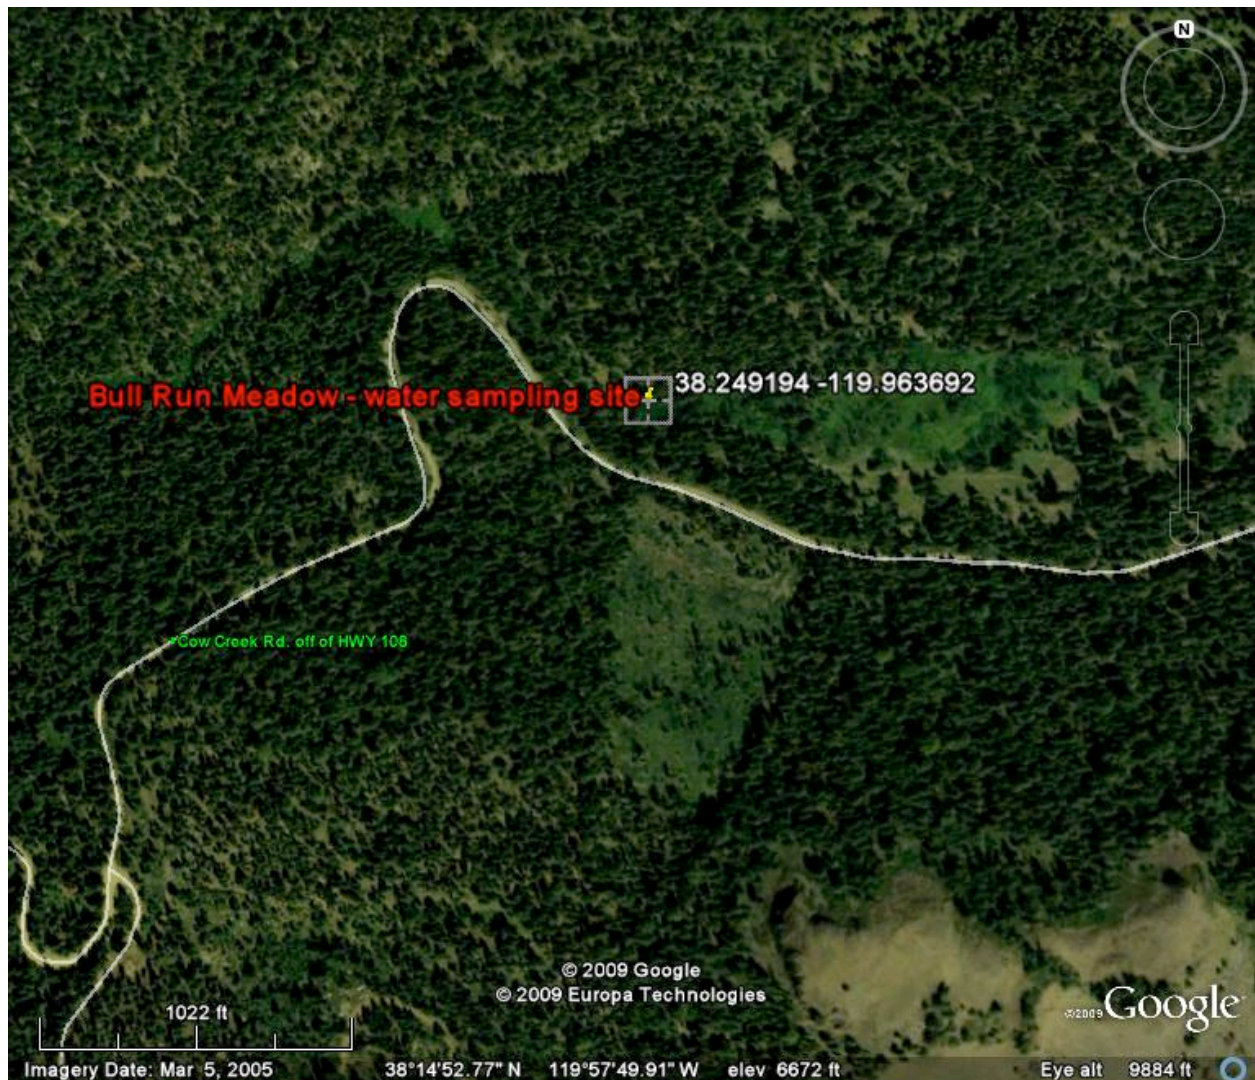 N
38.249194 -119.963692
Bull Run Meadow - water sampling site
Cow Creek Rd. off of HWY 108
© 2009 Google
© 2009 Europa Technologies
1022 ft
©2009 Google
Imagery Date: Mar 5, 2005 38°14'52.77" N 119°57'49.91" W elev 6672 ft Eye alt 9884 ft